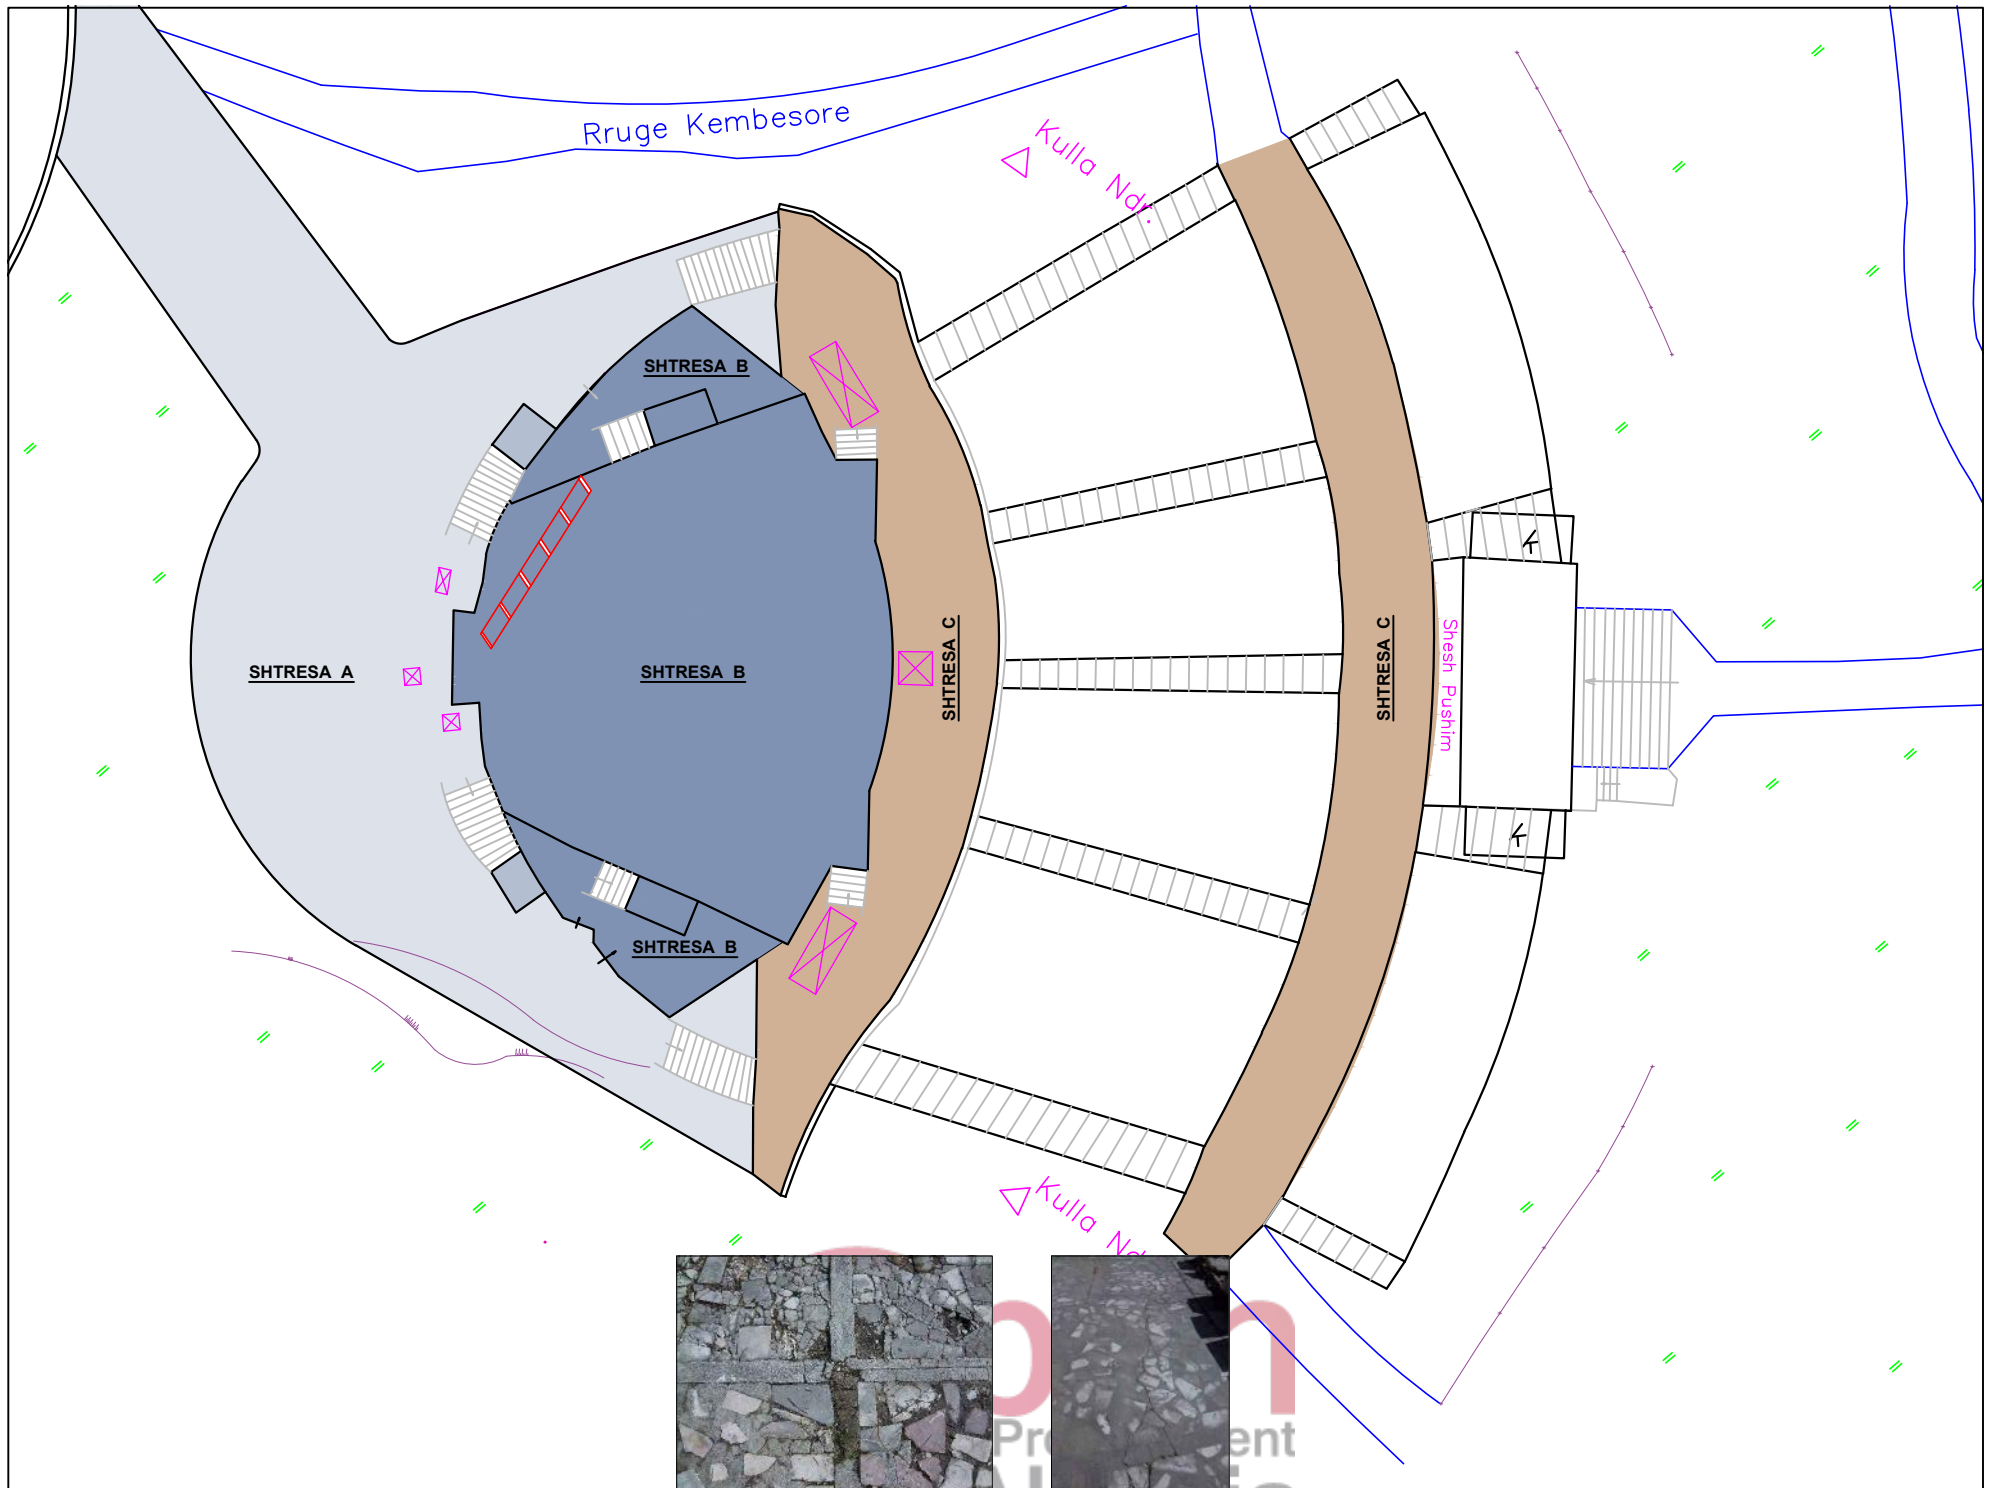 Rruge Kembesore
Kulla Ndr.
SHTRESA B
SHTRESA A
SHTRESA B
SHTRESA C
SHTRESA C
Shesh Pushim
K
K
SHTRESA B
Kulla